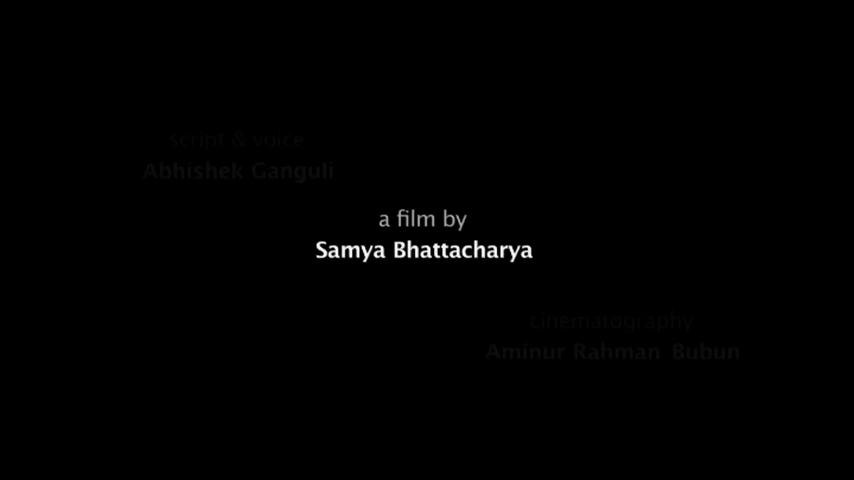 script & voice
Abhishek Ganguli
a film by
Samya Bhattacharya
cinematography
Aminur Rahman Bubun